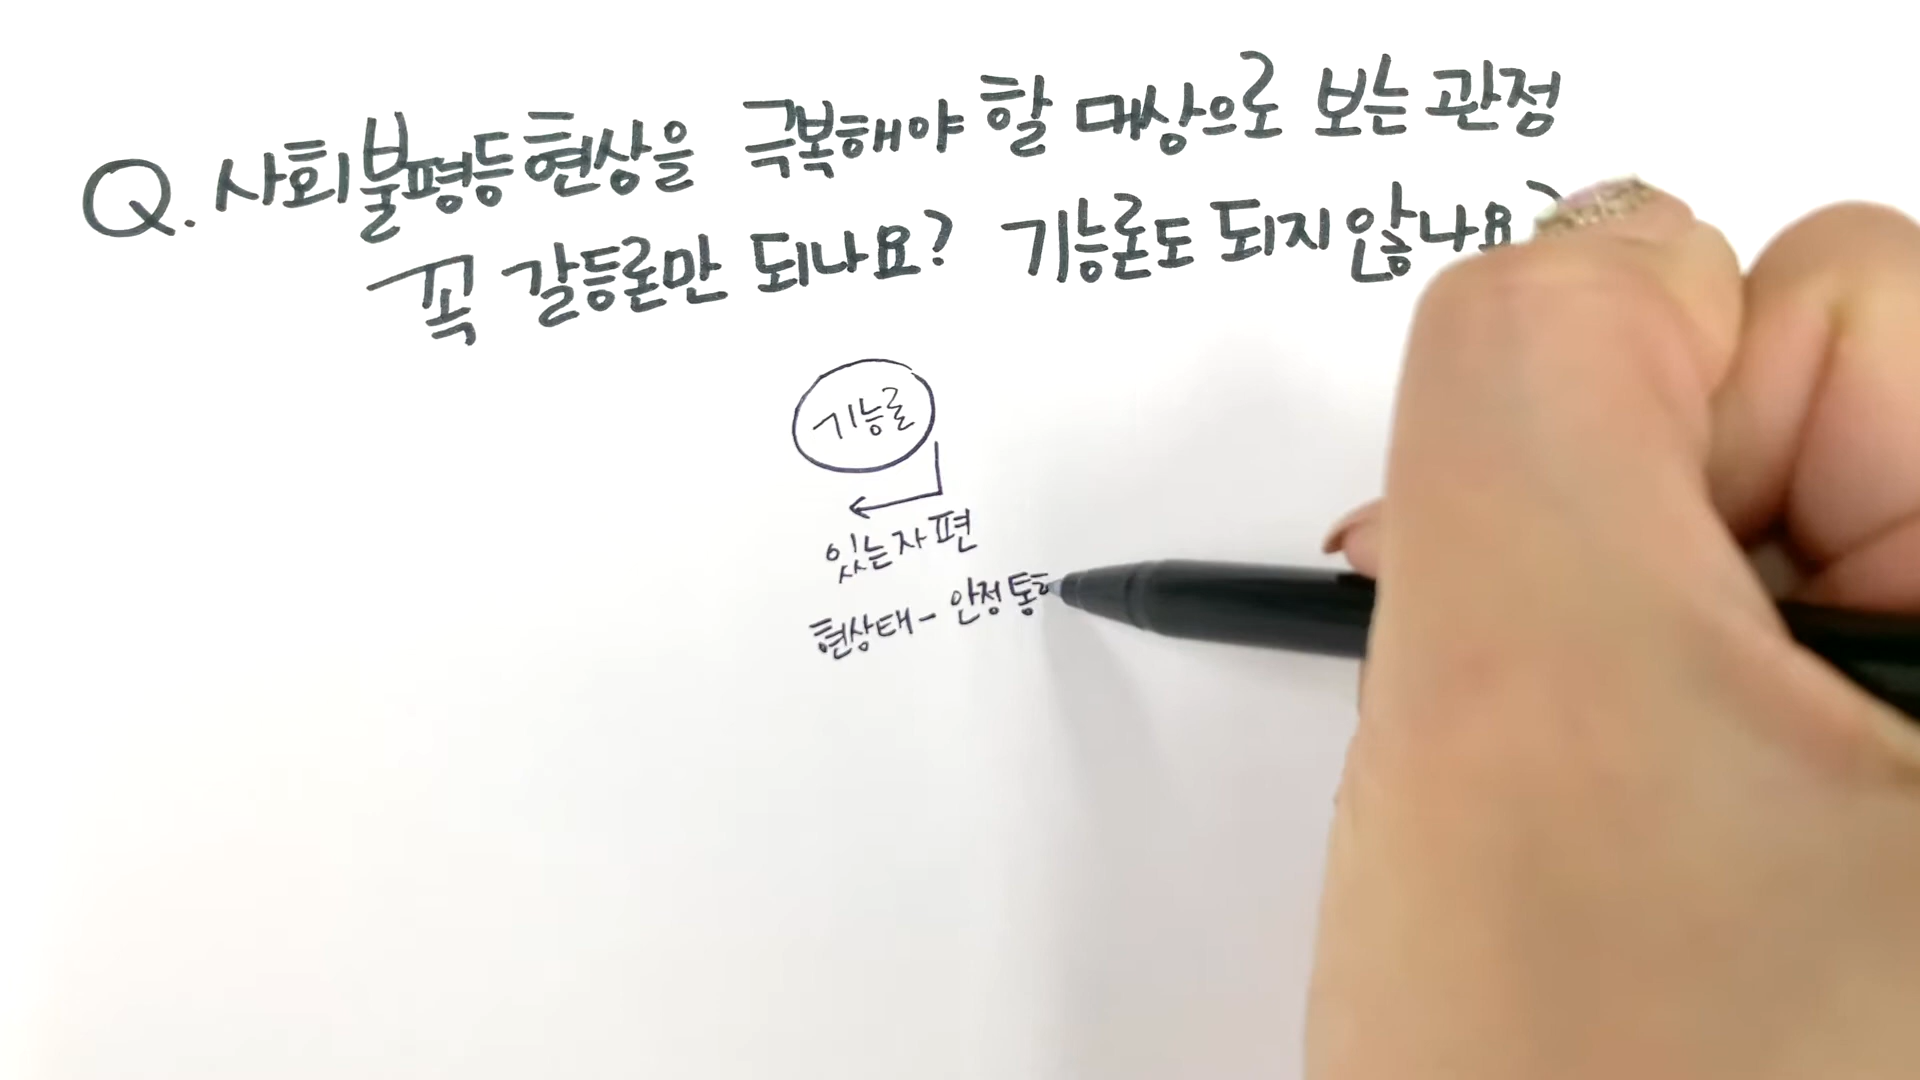 Q. 사회불평등현상을 극복해야 할 대상으로 보는 관점
꼭 갈등론만 되나요? 기능론도 되지 않나요?
기능론
있는자편
현상태 - 안정